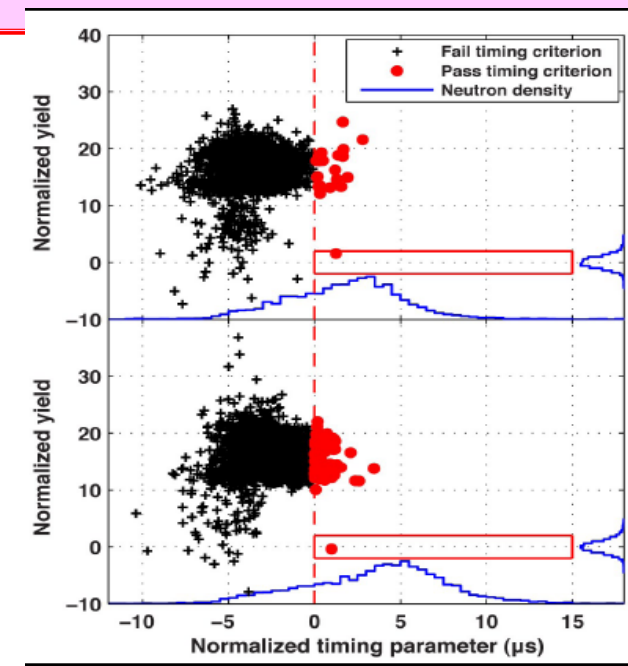 40
30
20
10
0
−10
Normalized yield
Fail timing criterion
Pass timing criterion
Neutron density
30
20
10
0
−10
Normalized yield
−10 −5 0 5 10 15
Normalized timing parameter (µs)